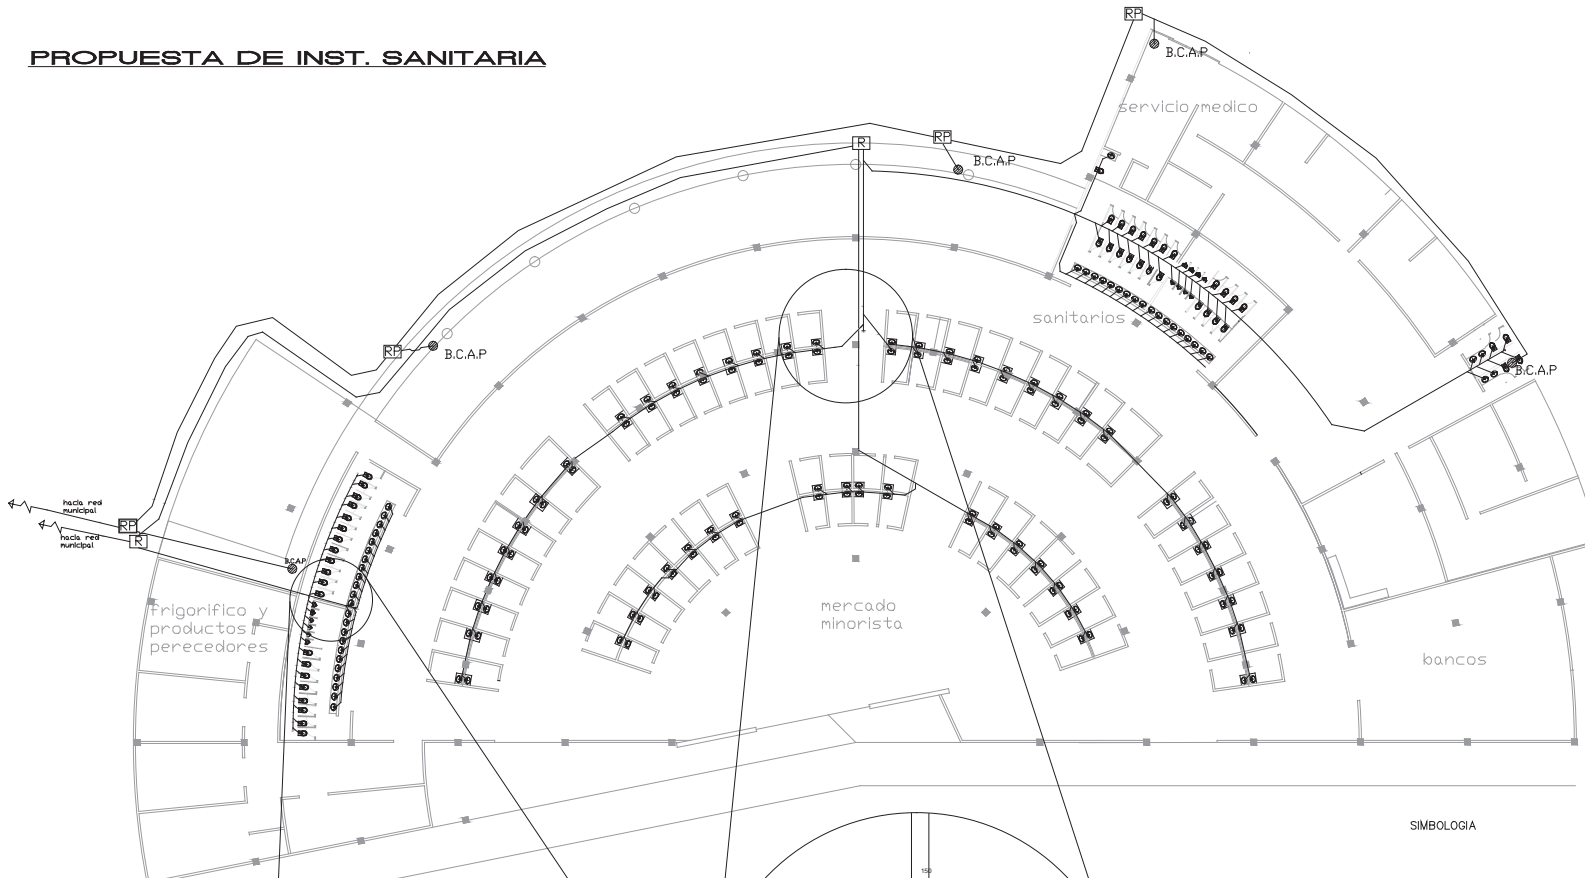 PROPUESTA DE INST. SANITARIA
RP
B.C.A.P
servicio medico
RP
R
B.C.A.P
sanitarios
RP
B.C.A.P
B.C.A.P
hacia red
municipal
RP
R
hacia red
municipal
B.C.A.P
frigorifico y
productos
perecedores
mercado
minorista
bancos
SIMBOLOGIA
150